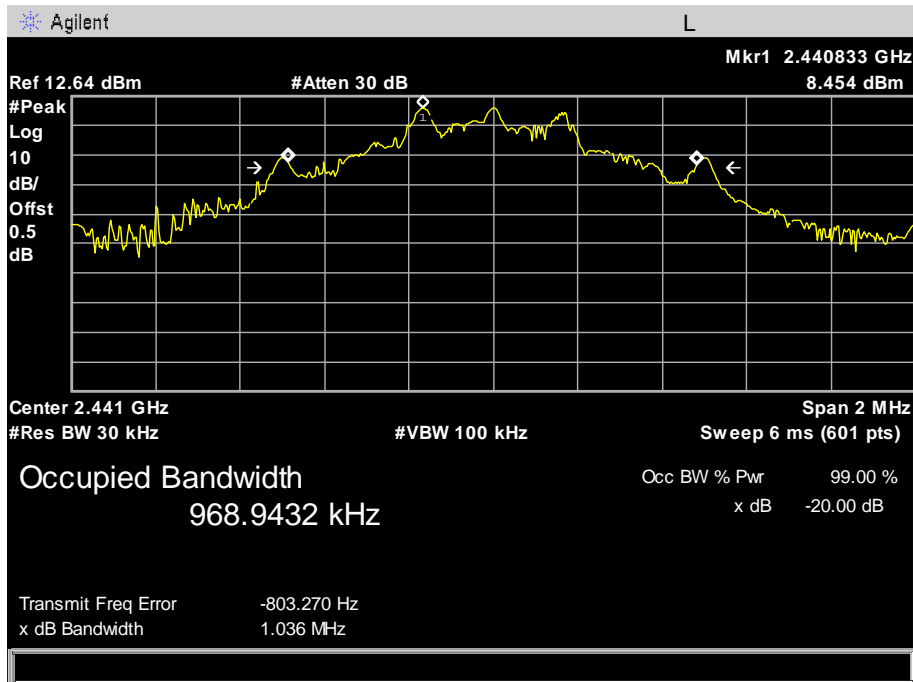 Agilent L
Mkr1 2.440833 GHz
Ref 12.64 dBm #Atten 30 dB 8.454 dBm
#Peak
Log
10
dB/
Offst
0.5
dB
1
Center 2.441 GHz Span 2 MHz
#Res BW 30 kHz #VBW 100 kHz Sweep 6 ms (601 pts)
Occupied Bandwidth Occ BW % Pwr 99.00 %
968.9432 kHz x dB -20.00 dB
Transmit Freq Error -803.270 Hz
x dB Bandwidth 1.036 MHz